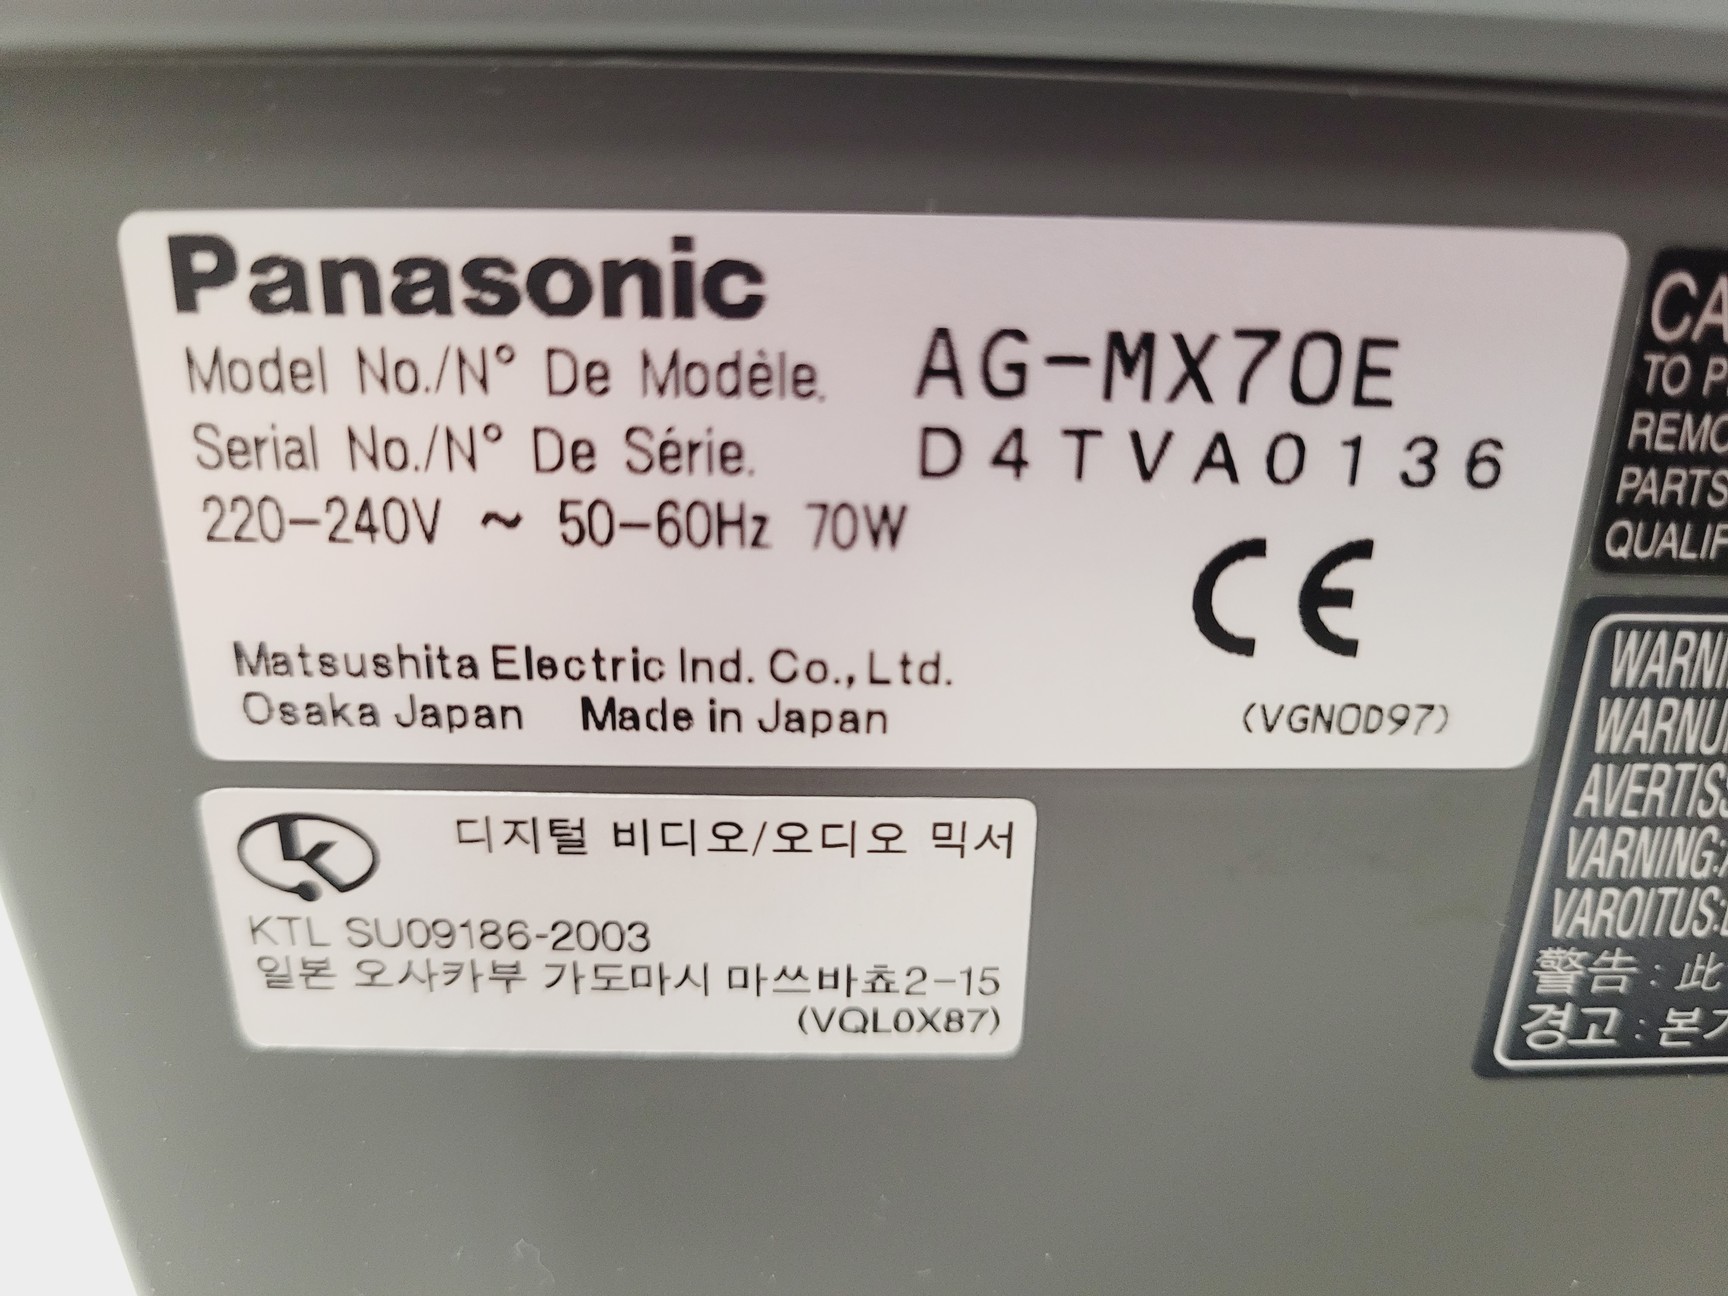 Panasonic
Model No./N° De Modèle. AG-MX70E
Serial No./N° De Série. D4TVA0136
220-240V ~ 50-60Hz 70W
CE
Matsushita Electric Ind. Co., Ltd.
Osaka Japan Made in Japan
(VGN0D97)
디지털 비디오/오디오 믹서
KTL SU09186-2003
일본 오사카부 가도마시 마쓰바쵸2-15
(VQL0X87)
CA
TO P
REMO
PARTS
QUALIF
WARNI
WARNU
AVERTISS
VARNING:
VAROITUS:
警告: 此
경고: 본기